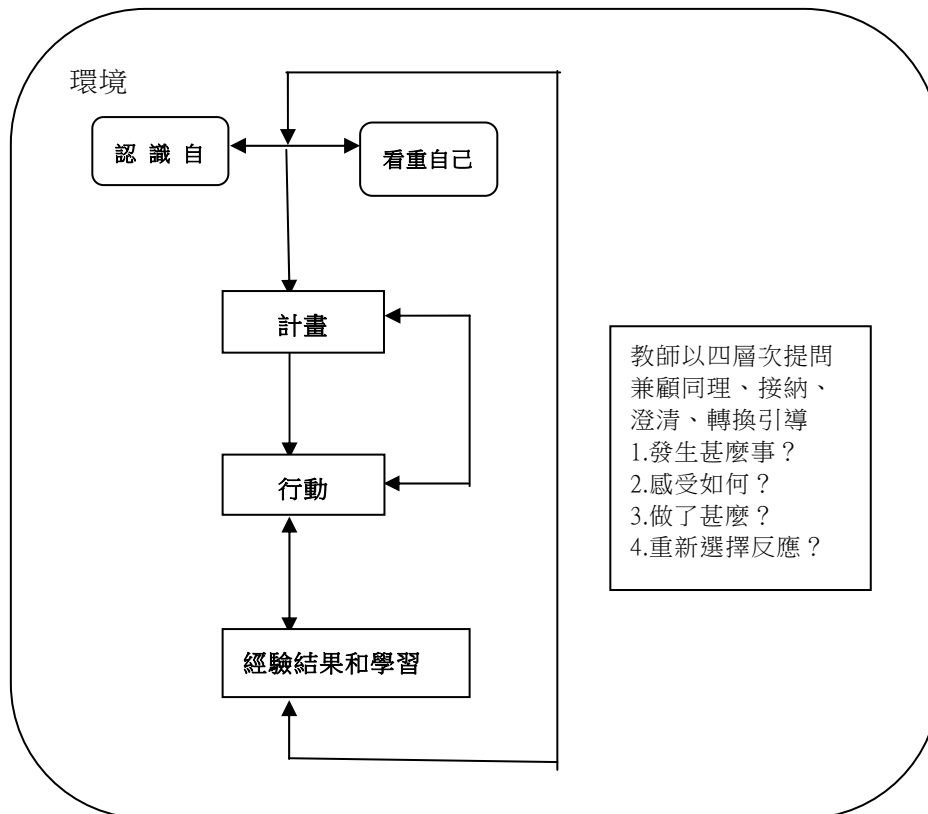 環境
認 識 自
看重自己
計畫
行動
經驗結果和學習
教師以四層次提問
兼顧同理、接納、
澄清、轉換引導
1.發生甚麼事？
2.感受如何？
3.做了甚麼？
4.重新選擇反應？